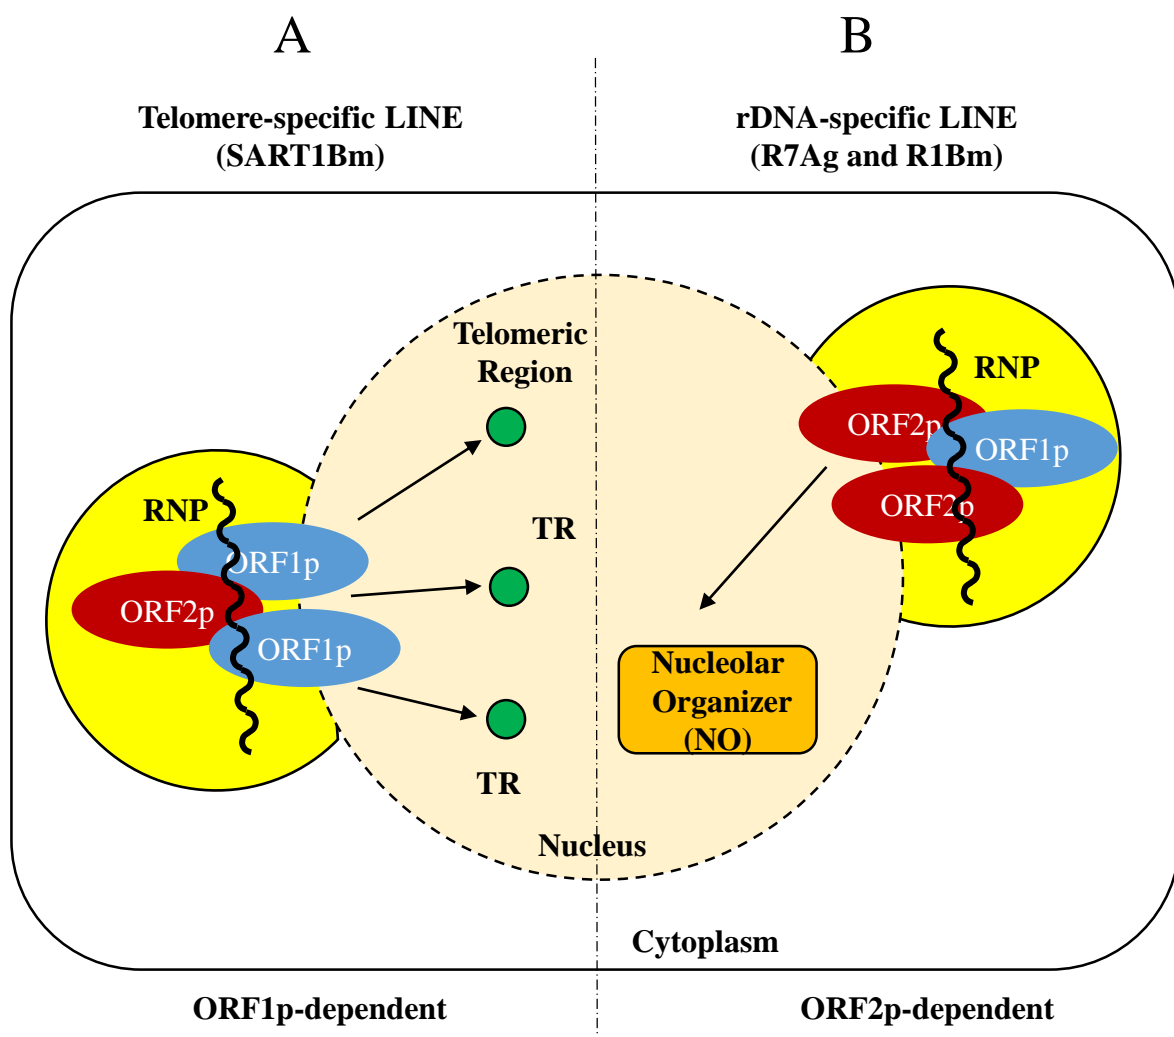 A
Telomere-specific LINE
(SART1Bm)
Telomeric
Region
TR
RNP
ORF1p
ORF2p
ORF1p
TR
ORF1p-dependent
B
rDNA-specific LINE
(R7Ag and R1Bm)
RNP
ORF2p
ORF1p
ORF2p
Nucleolar
Organizer
(NO)
Nucleus
Cytoplasm
ORF2p-dependent